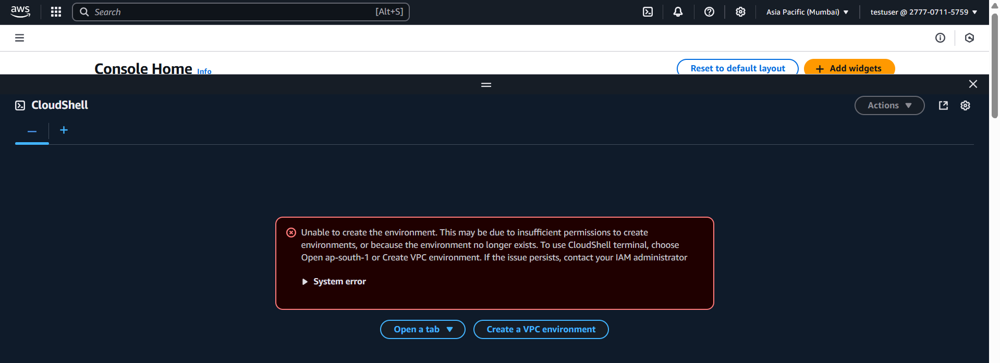 aws
Search
[Alt+S]
Asia Pacific (Mumbai)
testuser @ 2777-0711-5759
Console Home Info
Reset to default layout
Add widgets
CloudShell
Actions
Unable to create the environment. This may be due to insufficient permissions to create
environments, or because the environment no longer exists. To use CloudShell terminal, choose
Open ap-south-1 or Create VPC environment. If the issue persists, contact your IAM administrator
System error
Open a tab
Create a VPC environment